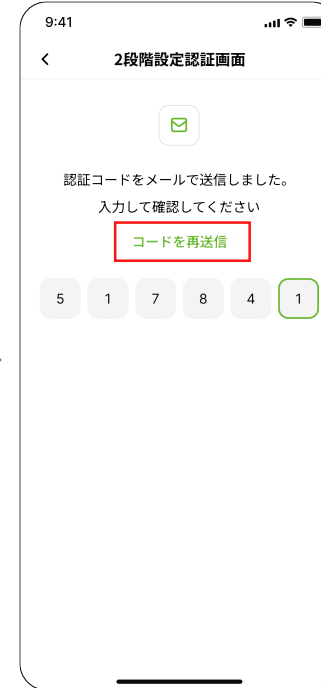 9:41
2段階設定認証画面
認証コードをメールで送信しました。
入力して確認してください
コードを再送信
5 1 7 8 4 1